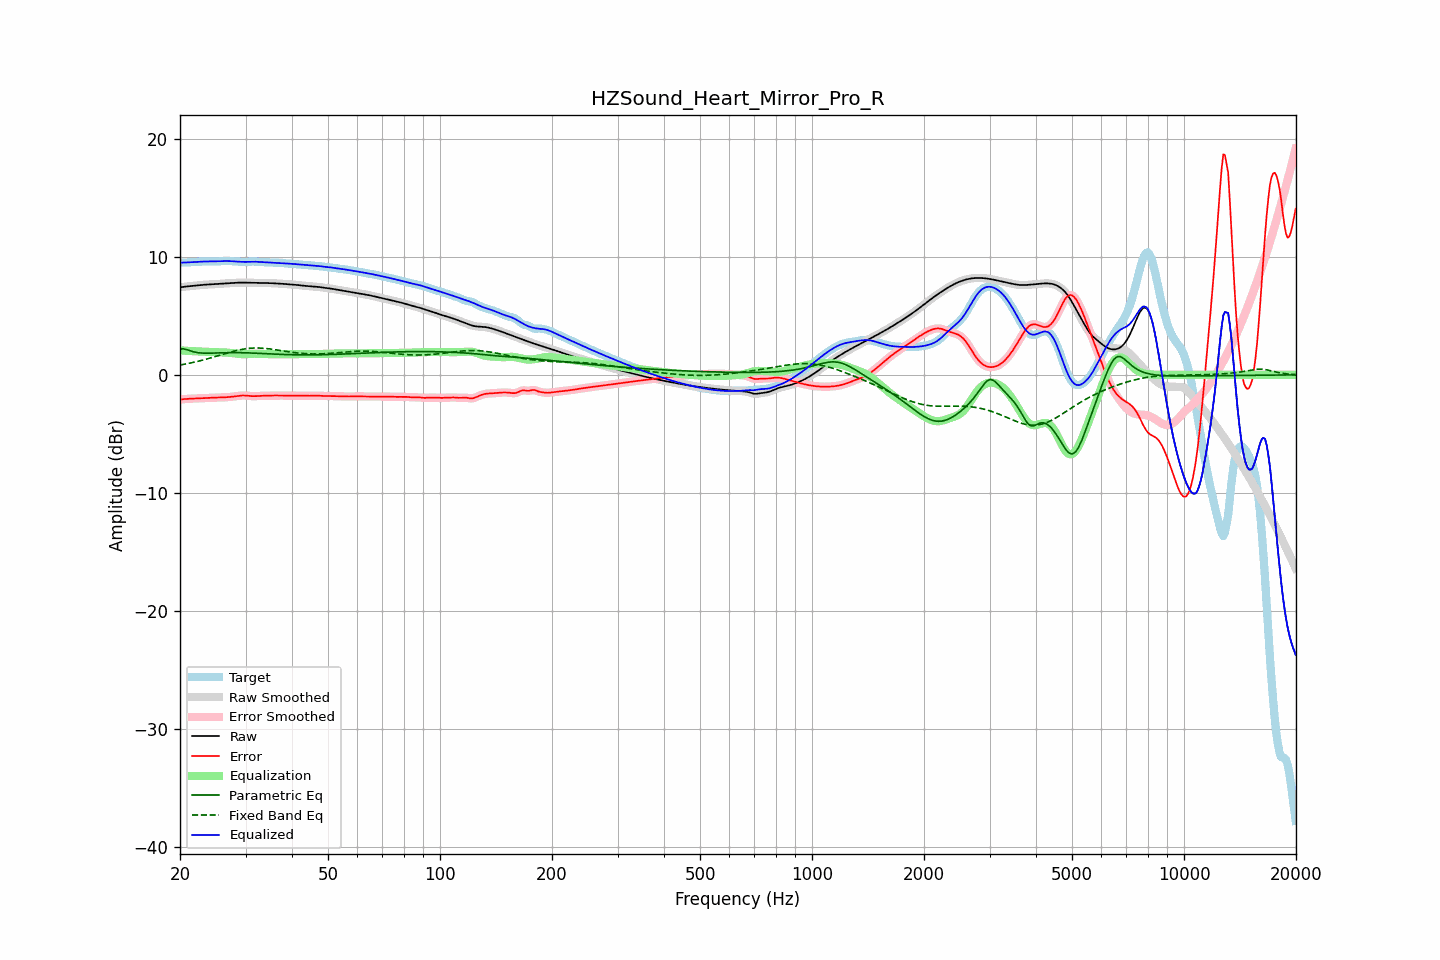 HZSound_Heart_Mirror_Pro_R
20
10
0
−10
−20
−30
−40
Amplitude (dBr)
Target
Raw Smoothed
Error Smoothed
Raw
Error
Equalization
Parametric Eq
Fixed Band Eq
Equalized
20 50 100 200 500 1000 2000 5000 10000 20000
Frequency (Hz)